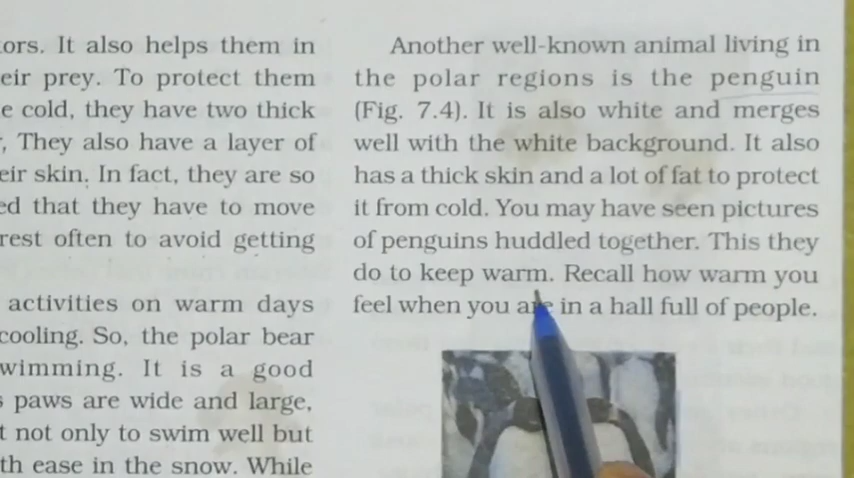 ors. It also helps them in
eir prey. To protect them
e cold, they have two thick
, They also have a layer of
eir skin. In fact, they are so
ed that they have to move
rest often to avoid getting
activities on warm days
cooling. So, the polar bear
wimming. It is a good
s paws are wide and large,
t not only to swim well but
th ease in the snow. While
Another well-known animal living in
the polar regions is the penguin
(Fig. 7.4). It is also white and merges
well with the white background. It also
has a thick skin and a lot of fat to protect
it from cold. You may have seen pictures
of penguins huddled together. This they
do to keep warm. Recall how warm you
feel when you are in a hall full of people.